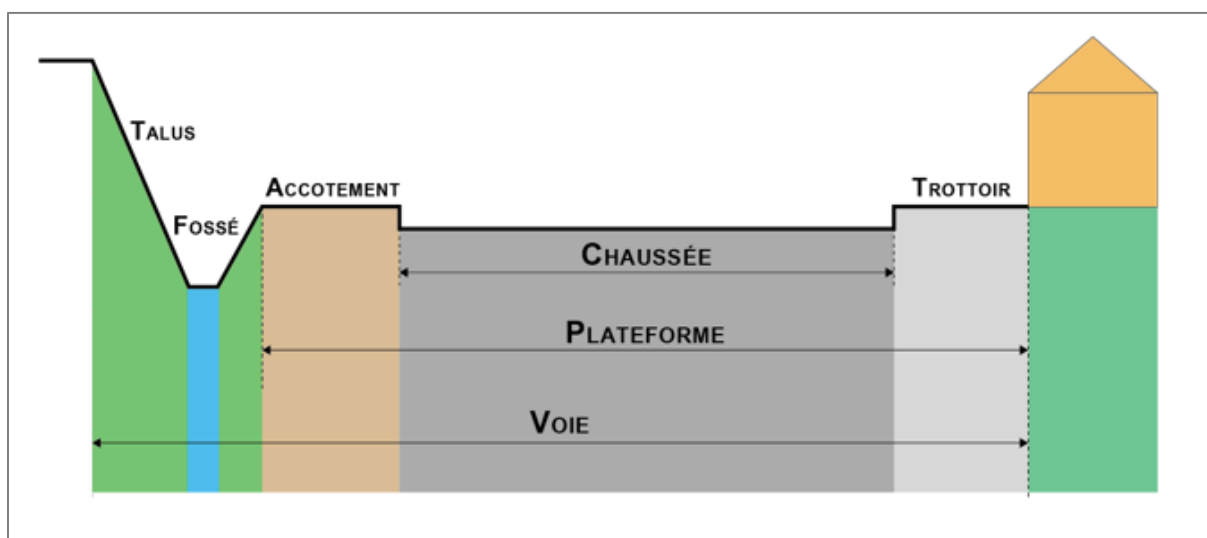 TALUS
FOSSÉ
ACCOTEMENT
TROTTOIR
CHAUSSÉE
PLATEFORME
VOIE